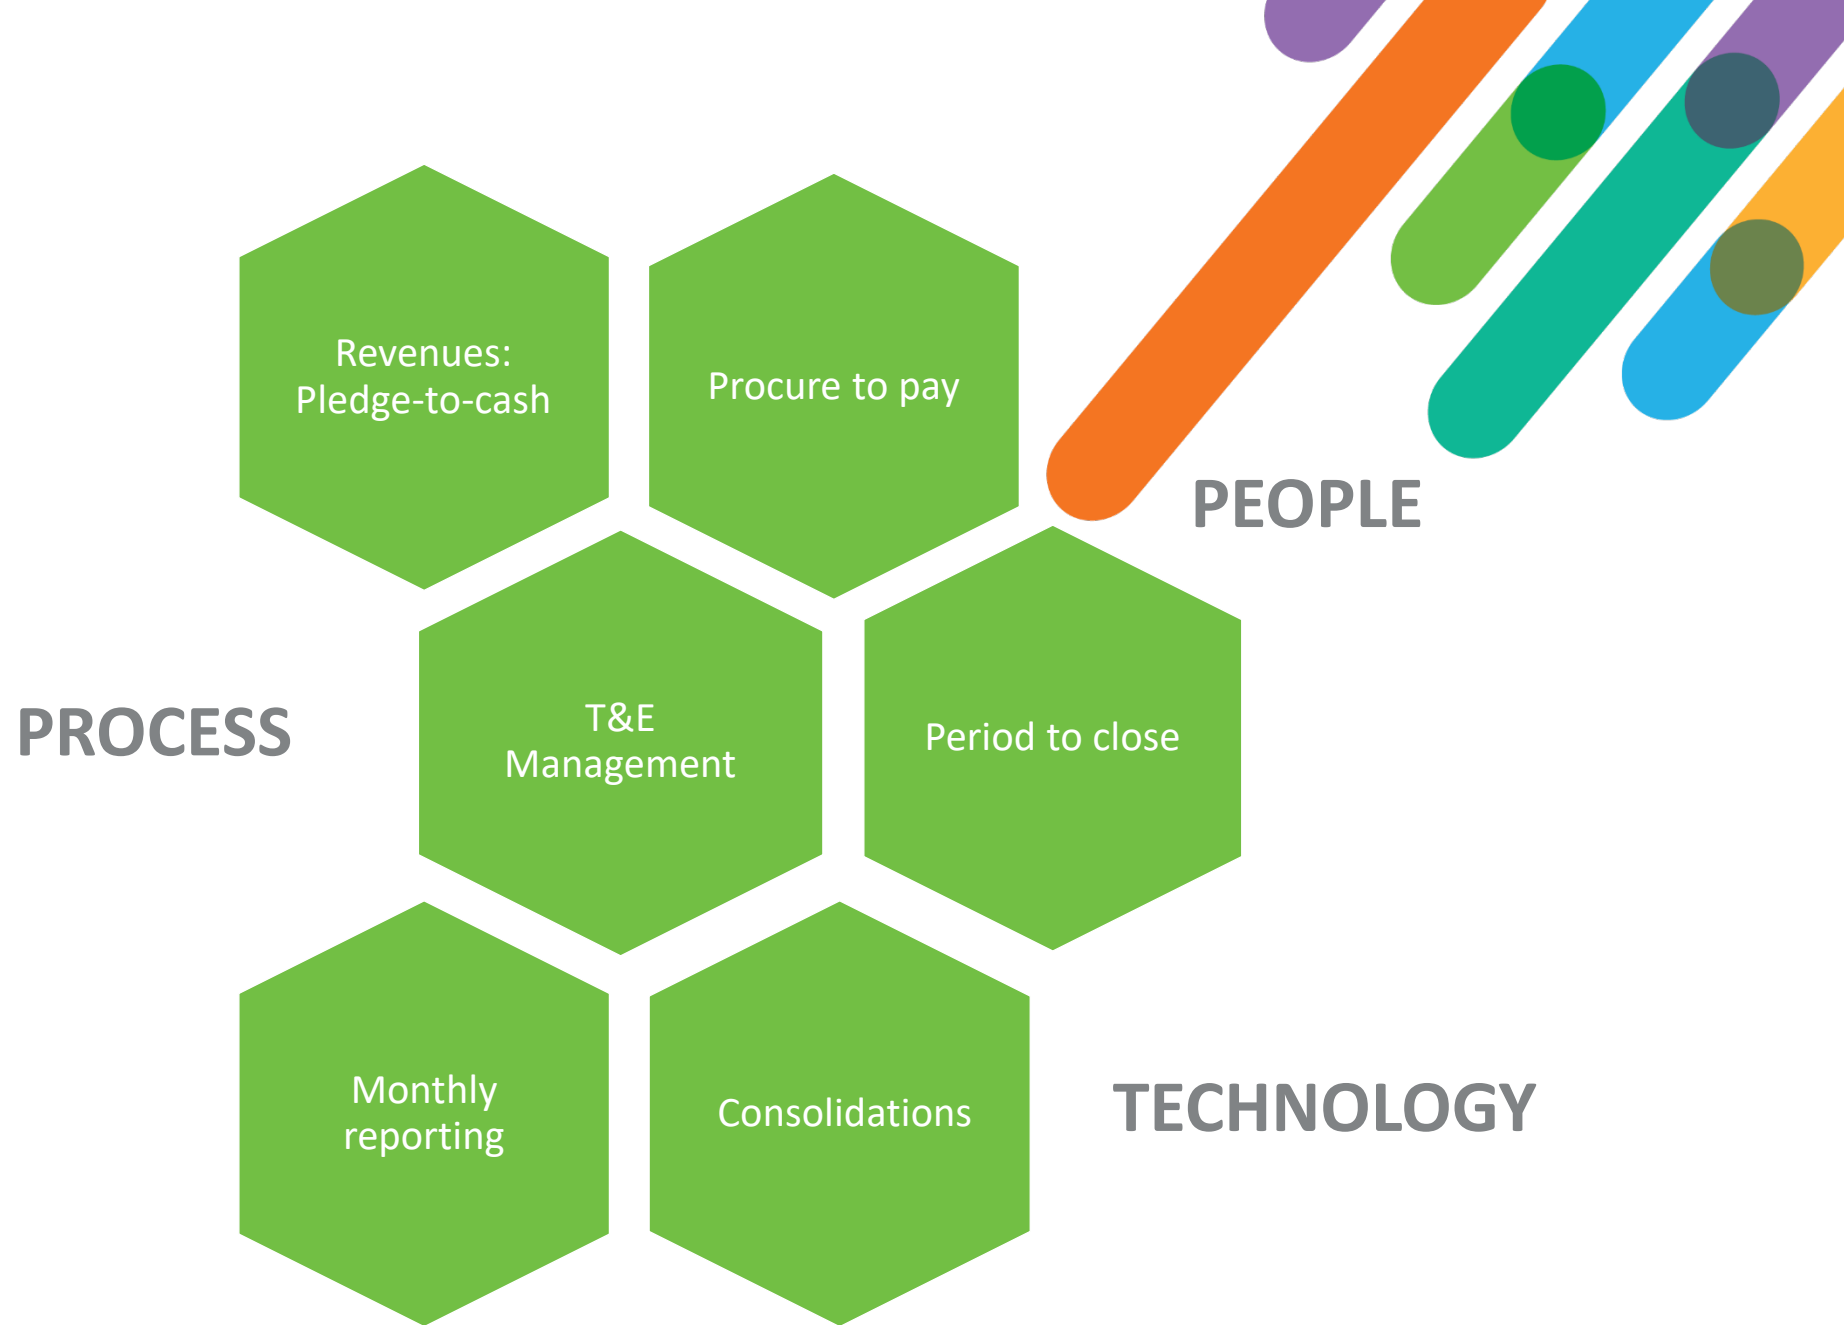 Revenues:
Pledge-to-cash
Procure to pay
PEOPLE
PROCESS
T&E
Management
Period to close
Monthly
reporting
Consolidations
TECHNOLOGY